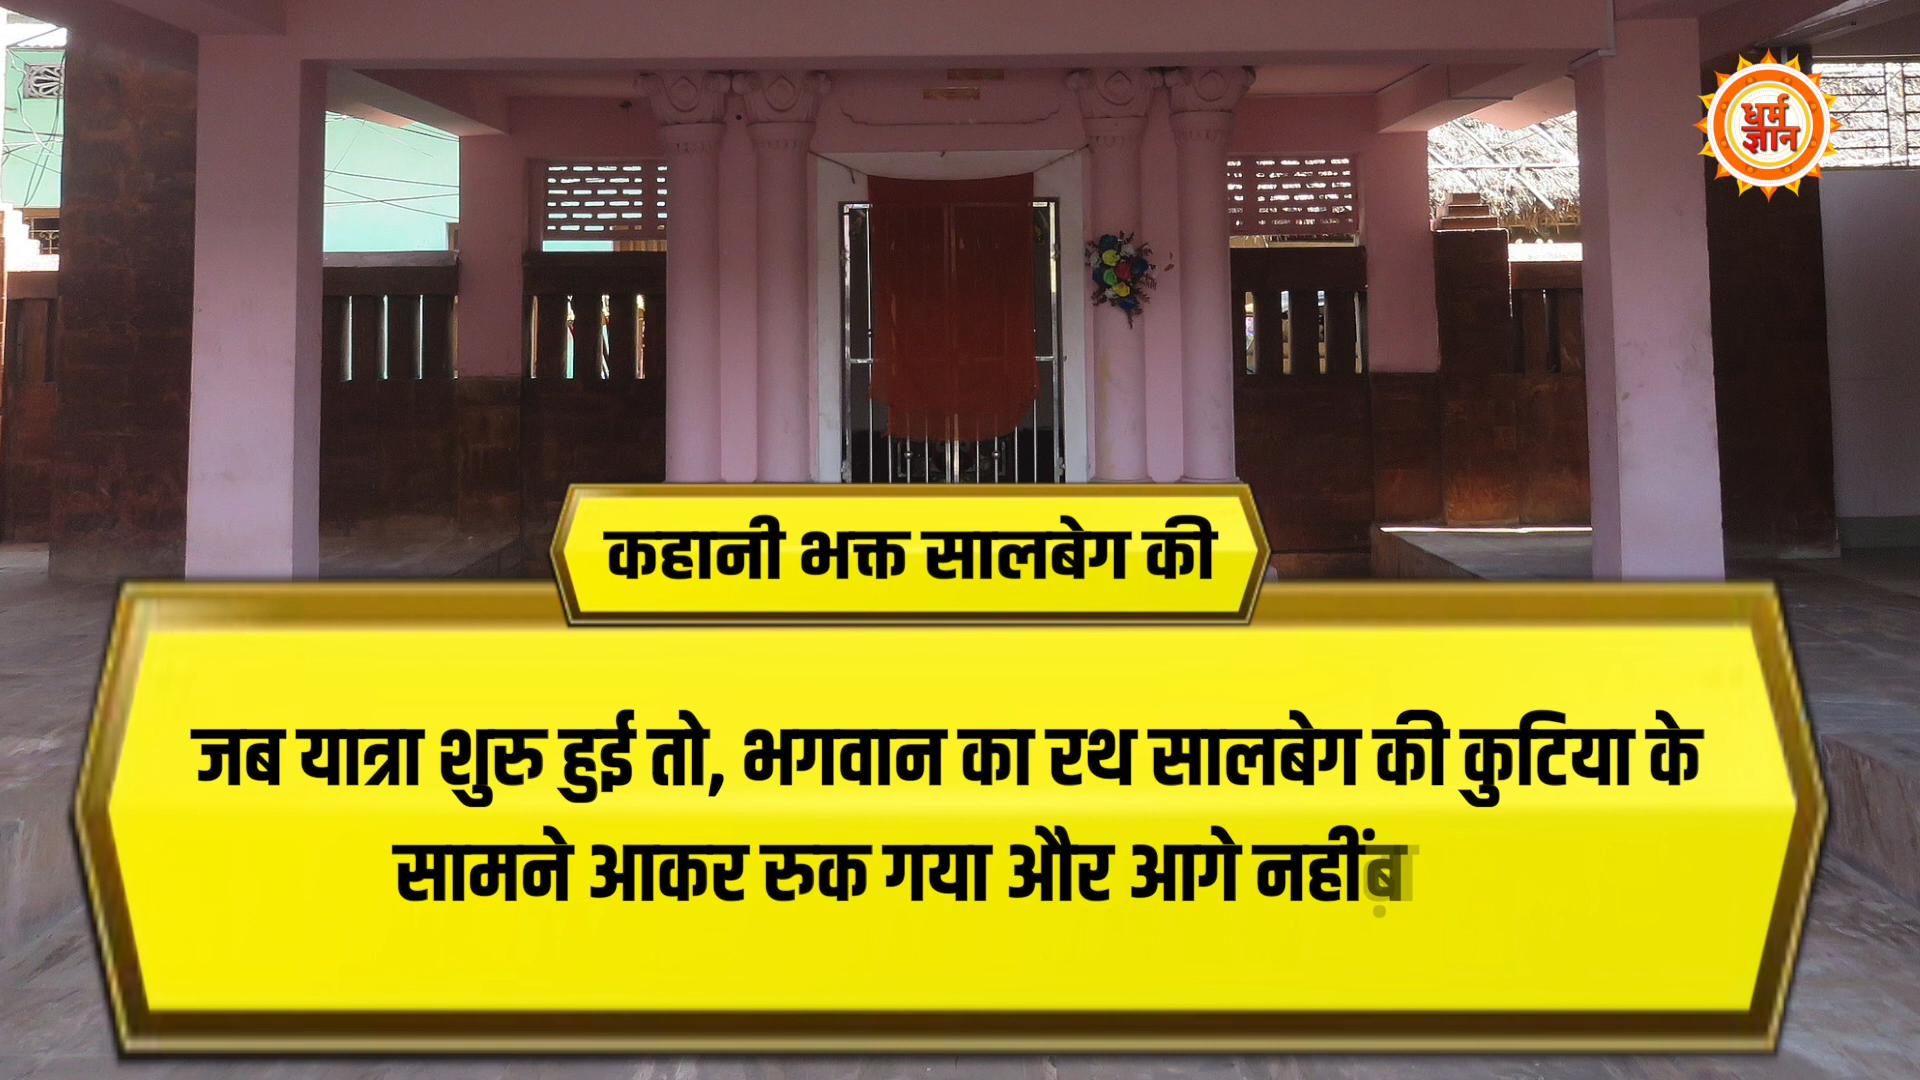 धर्म
ज्ञान
कहानी भक्त सालबेग की
जब यात्रा शुरु हुई तो, भगवान का रथ सालबेग की कुटिया के
सामने आकर रुक गया और आगे नहीं